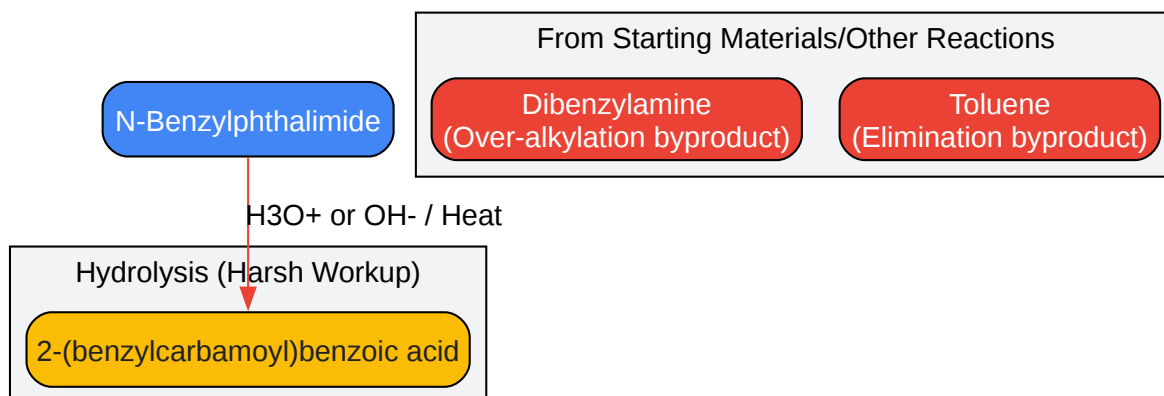 From Starting Materials/Other Reactions
N-Benzylphthalimide
Dibenzylamine
(Over-alkylation byproduct)
Toluene
(Elimination byproduct)
H3O+ or OH- / Heat
Hydrolysis (Harsh Workup)
2-(benzylcarbamoyl)benzoic acid